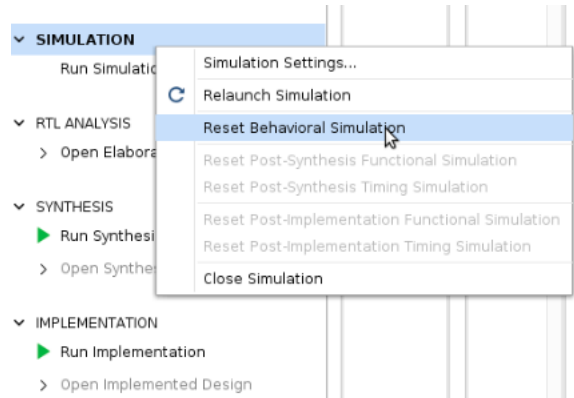 SIMULATION
Run Simulatio
Simulation Settings...
Relaunch Simulation
Reset Behavioral Simulation
Reset Post-Synthesis Functional Simulation
Reset Post-Synthesis Timing Simulation
Reset Post-Implementation Functional Simulation
Reset Post-Implementation Timing Simulation
Close Simulation
RTL ANALYSIS
Open Elabora
SYNTHESIS
Run Synthesi
Open Synthe
IMPLEMENTATION
Run Implementation
Open Implemented Design